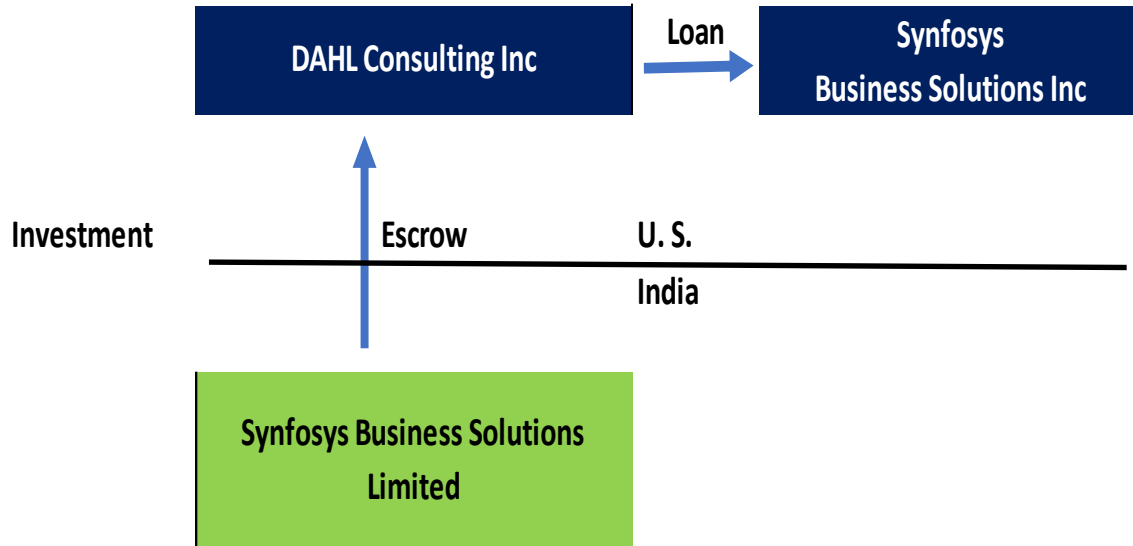 DAHL Consulting Inc
Loan
Synfosys
Business Solutions Inc
Investment
Escrow
U. S.
India
Synfosys Business Solutions
Limited